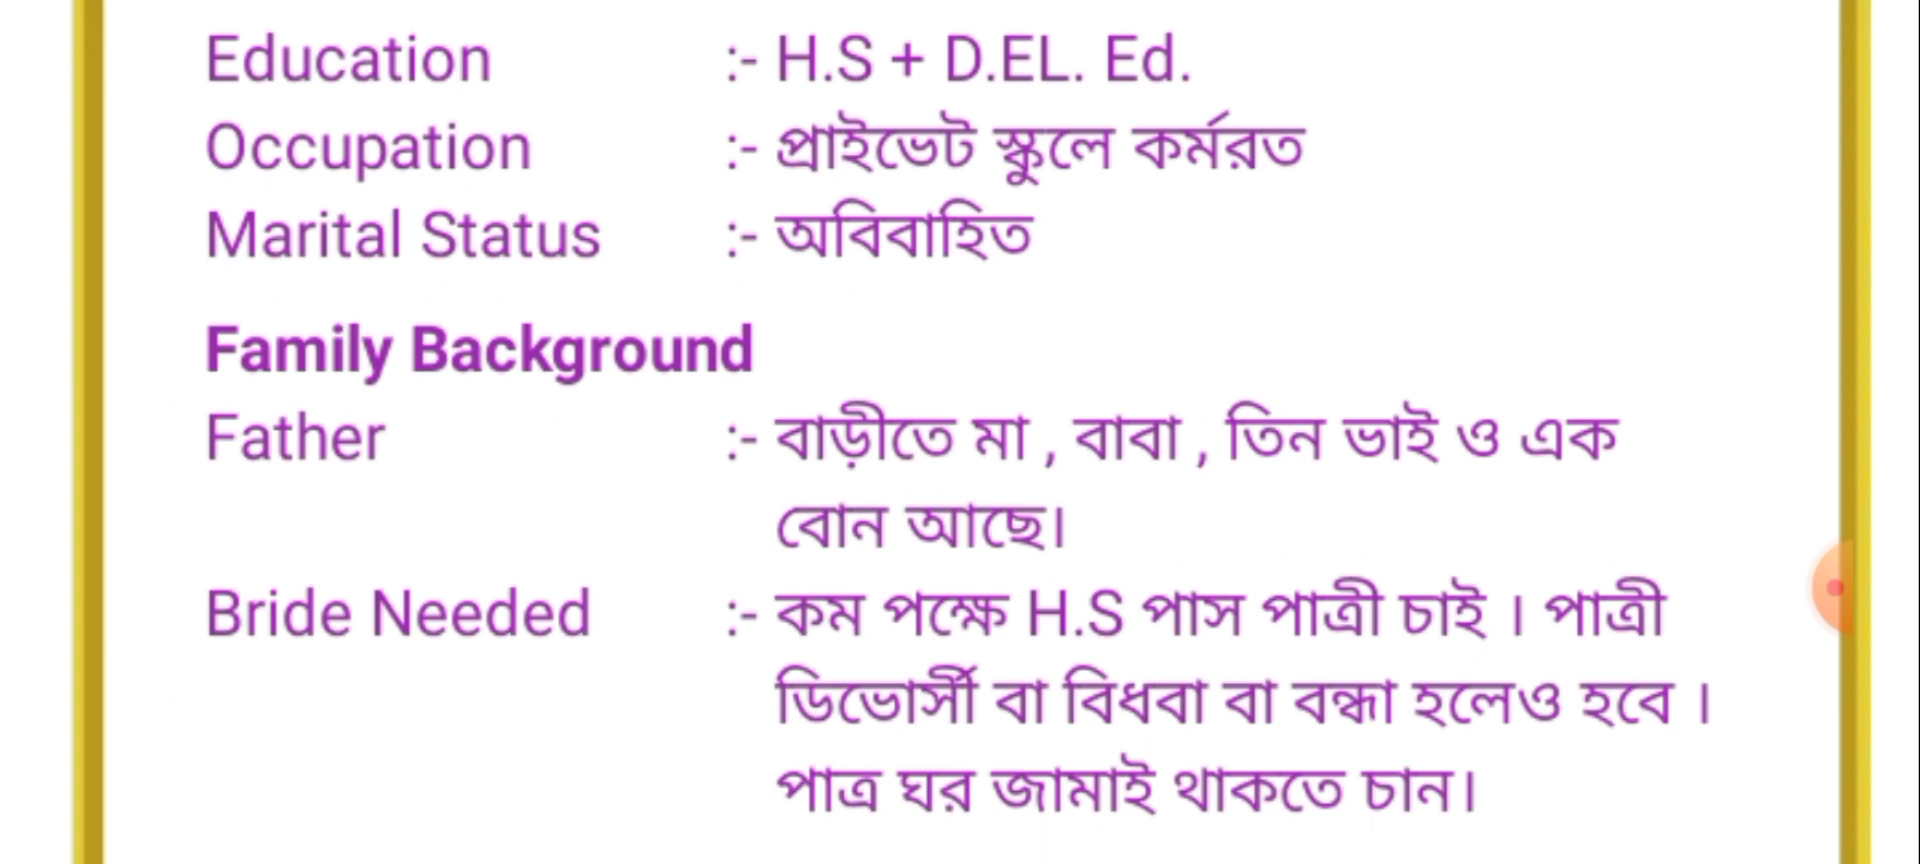 Education :- H.S + D.EL. Ed.
Occupation :- প্রাইভেট স্কুলে কর্মরত
Marital Status :- অবিবাহিত
Family Background
Father :- বাড়ীতে মা , বাবা , তিন ভাই ও এক
বোন আছে।
Bride Needed :- কম পক্ষে H.S পাস পাত্রী চাই । পাত্রী
ডিভোর্সী বা বিধবা বা বন্ধা হলেও হবে ।
পাত্র ঘর জামাই থাকতে চান।